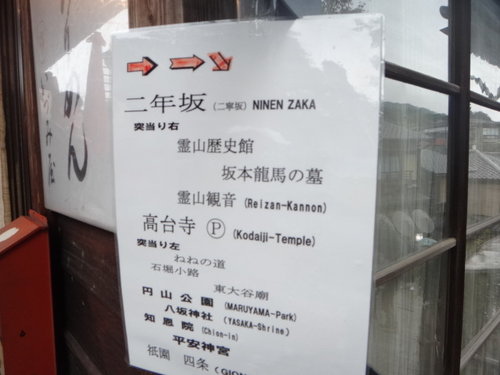 二年坂 (二寧坂) NINEN ZAKA
突当り右
霊山歴史館
坂本龍馬の墓
霊山観音 (Reizan-Kannon)
高台寺 Ⓟ (Kodaiji-Temple)
突当り左
ねねの道
石塀小路
東大谷廟
円山公園 (MARUYAMA-Park)
八坂神社 (YASAKA-Shrine)
知恩院 (Chion-in)
平安神宮
祇園 四条 (GION